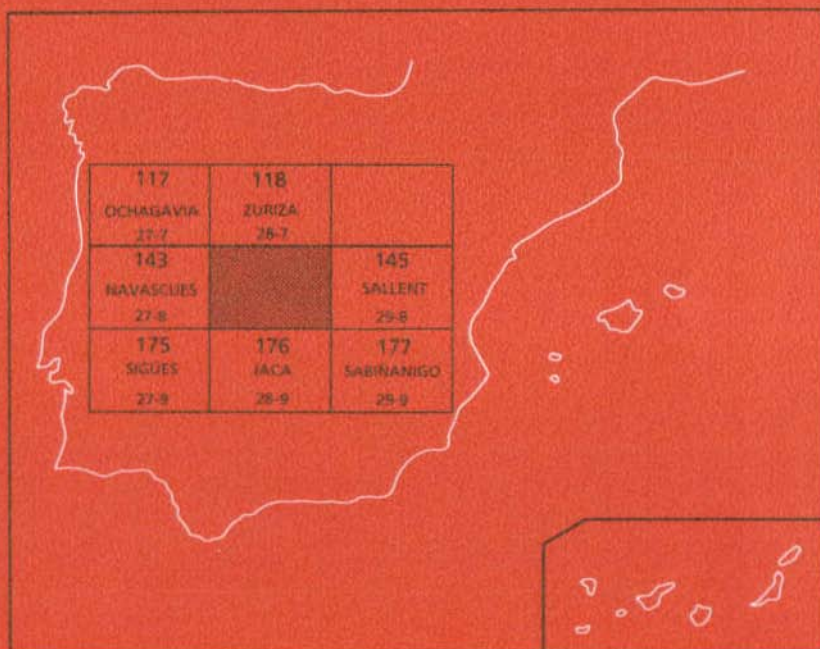 117
118
OCHAGAVIA
ZURIZA
27-7
28-7
143
145
NAVASCUES
SALLENT
27-8
29-8
175
176
177
SIGÜES
JACA
SABIÑANIGO
27-9
28-9
29-9